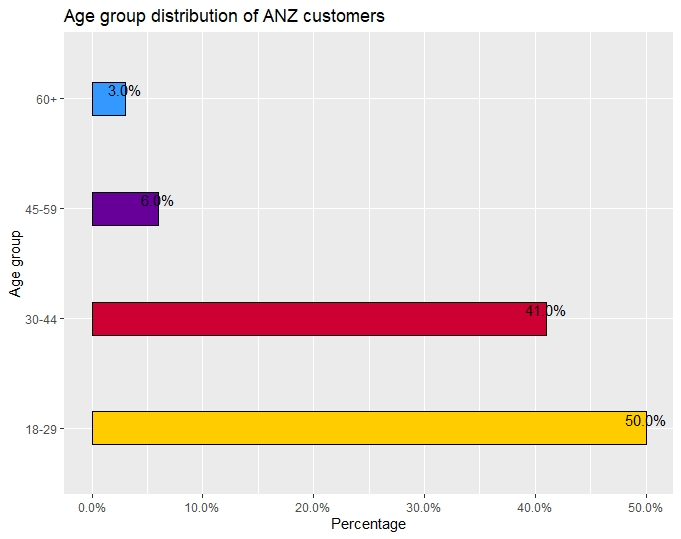 Age group distribution of ANZ customers
Age group
60+
3.0%
45-59
6.0%
30-44
41.0%
18-29
50.0%
0.0% 10.0% 20.0% 30.0% 40.0% 50.0%
Percentage